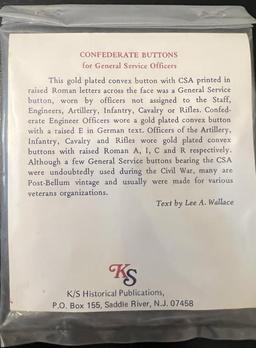 CONFEDERATE BUTTONS
for General Service Officers
This gold plated convex button with CSA printed in
raised Roman letters across the face was a General Service
button, worn by officers not assigned to the Staff,
Engineers, Artillery, Infantry, Cavalry or Rifles. Confed-
erate Engineer Officers wore a gold plated convex button
with a raised E in German text. Officers of the Artillery,
Infantry, Cavalry and Rifles wore gold plated convex
buttons with raised Roman A, I, C and R respectively.
Although a few General Service buttons bearing the CSA
were undoubtedly used during the Civil War, many are
Post-Bellum vintage and usually were made for various
veterans organizations.
Text by Lee A. Wallace
KS
K/S Historical Publications,
P.O. Box 155, Saddle River, N.J. 07458